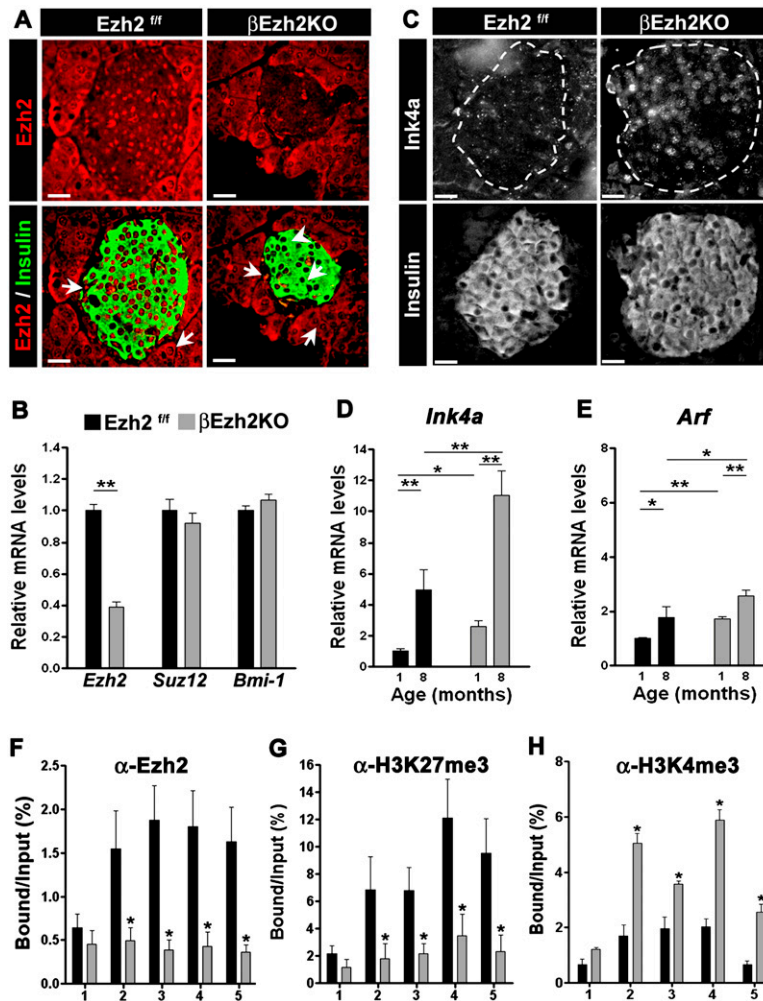 A
Ezh2 f/f
βEzh2KO
Ezh2
Ezh2 / Insulin
C
Ezh2 f/f
βEzh2KO
Ink4a
Insulin
B
Ezh2 f/f
βEzh2KO
Relative mRNA levels
1.4
1.2
1.0
0.8
0.6
0.4
0.2
0.0
**
Ezh2 Suz12 Bmi-1
D
Ink4a
Relative mRNA levels
14
12
10
8
6
4
2
0
**
*
**
**
1 8 1 8
Age (months)
E
Arf
Relative mRNA levels
8
6
4
2
0
*
**
**
*
1 8 1 8
Age (months)
F
α-Ezh2
Bound/Input (%)
2.5
2.0
1.5
1.0
0.5
0.0
* * * *
1 2 3 4 5
G
α-H3K27me3
Bound/Input (%)
16
14
12
10
8
6
4
2
0
* * * *
1 2 3 4 5
H
α-H3K4me3
Bound/Input (%)
8
6
4
2
0
* * * *
1 2 3 4 5